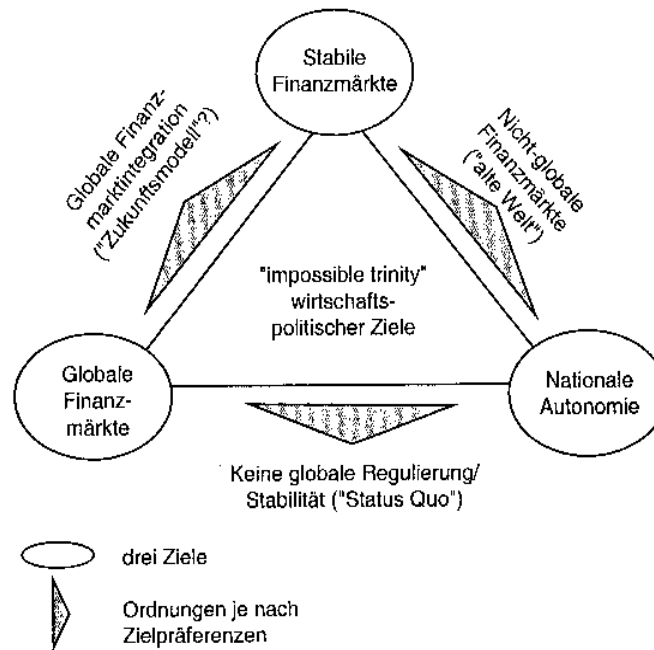 Stabile
Finanzmärkte
Globale Finanz-
marktintegration
("Zukunftsmodell"?)
Nicht-globale
Finanzmärkte
("alte Welt")
"impossible trinity"
wirtschafts-
politischer Ziele
Globale
Finanz-
märkte
Nationale
Autonomie
Keine globale Regulierung/
Stabilität ("Status Quo")
drei Ziele
Ordnungen je nach
Zielpräferenzen